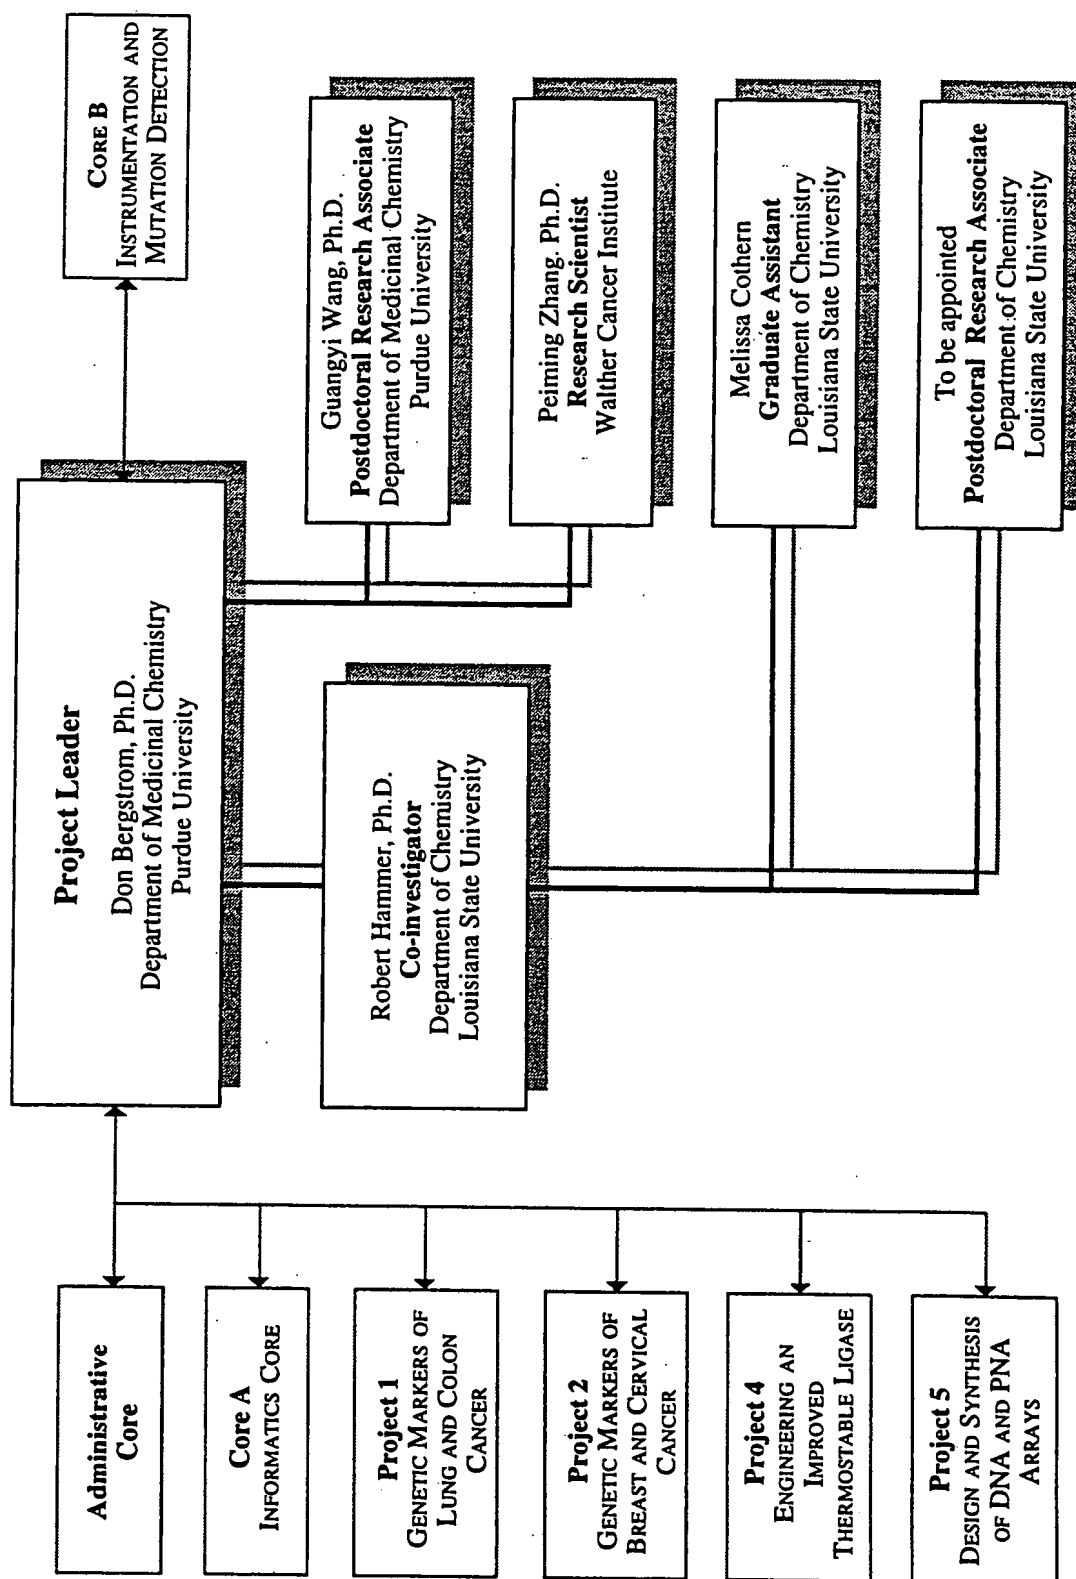 Project Leader
Don Bergstrom, Ph.D.
Department of Medicinal Chemistry
Purdue University
CORE B
INSTRUMENTATION AND
MUTATION DETECTION
Administrative
Core
Core A
INFORMATICS CORE
Project 1
GENETIC MARKERS OF
LUNG AND COLON
CANCER
Project 2
GENETIC MARKERS OF
BREAST AND CERVICAL
CANCER
Project 4
ENGINEERING AN
IMPROVED
THERMOSTABLE LIGASE
Project 5
DESIGN AND SYNTHESIS
OF DNA AND PNA
ARRAYS
Robert Hammer, Ph.D.
Co-investigator
Department of Chemistry
Louisiana State University
Guangyi Wang, Ph.D.
Postdoctoral Research Associate
Department of Medicinal Chemistry
Purdue University
Peiming Zhang. Ph.D.
Research Scientist
Walther Cancer Institute
Melissa Cothern
Graduate Assistant
Department of Chemistry
Louisiana State University
To be appointed
Postdoctoral Research Associate
Department of Chemistry
Louisiana State University